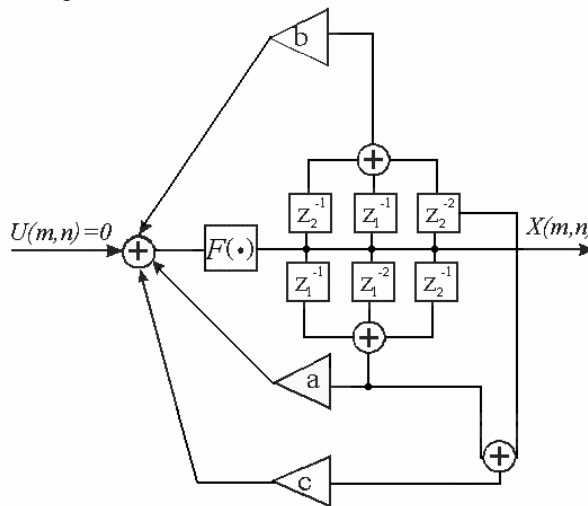 b
z₂⁻¹ z₁⁻¹ z₂⁻²
U(m,n)=0 F(·) X(m,n
z₁⁻¹ z₁⁻² z₂⁻¹
a
c